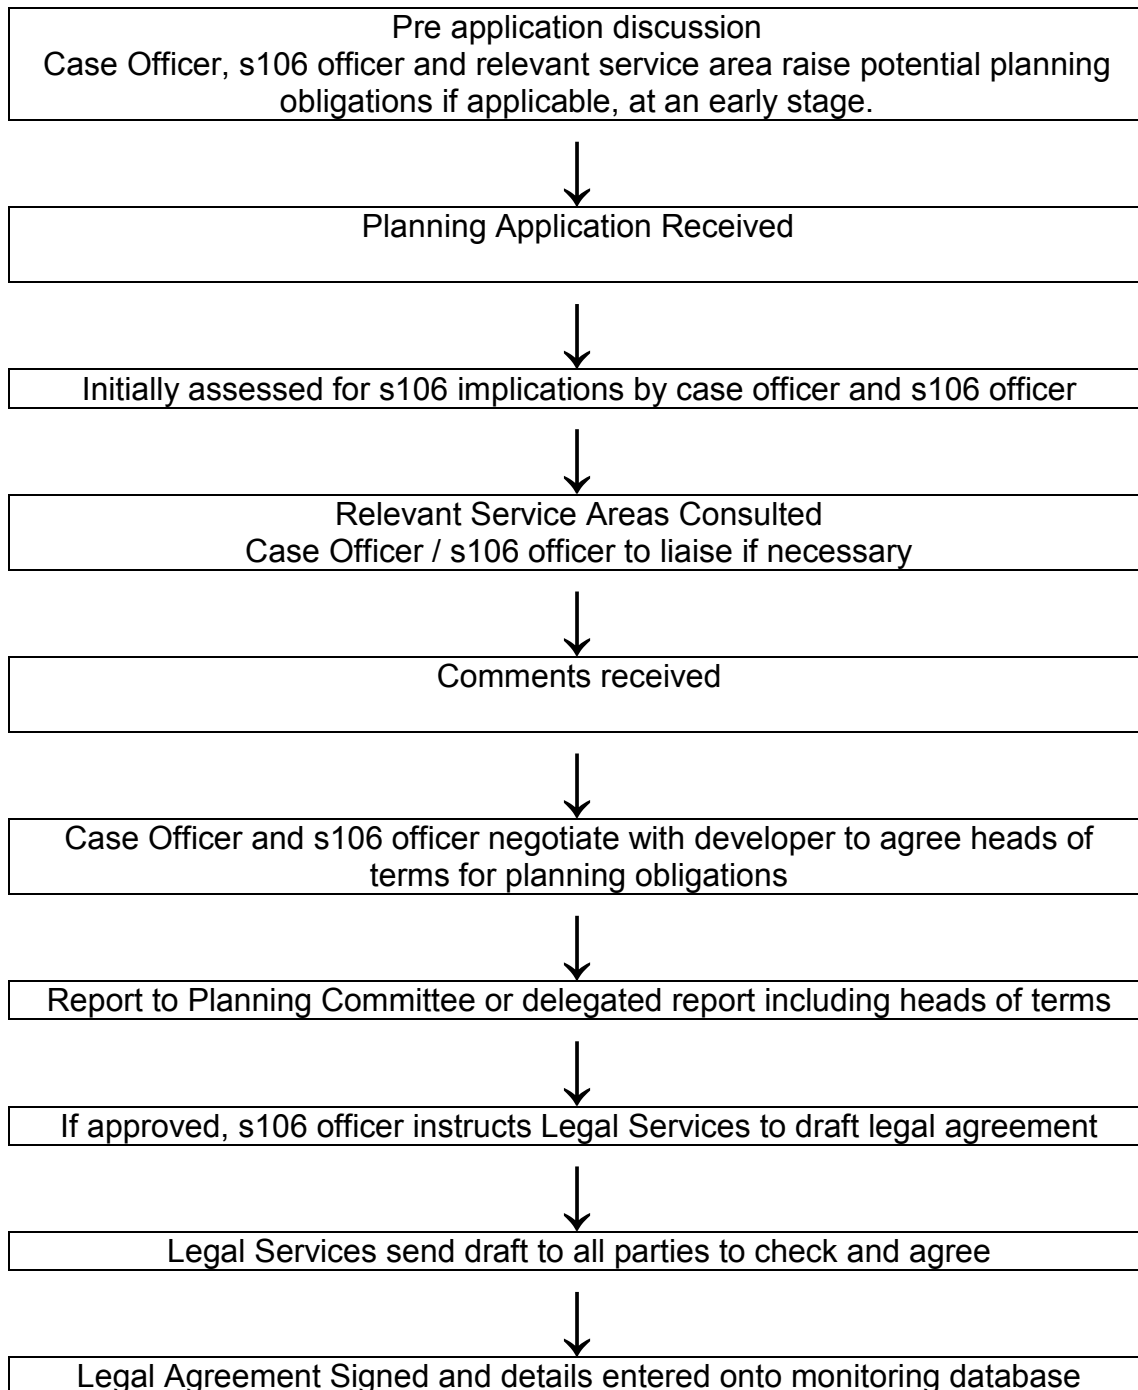 Pre application discussion
Case Officer, s106 officer and relevant service area raise potential planning
obligations if applicable, at an early stage.
Planning Application Received
Initially assessed for s106 implications by case officer and s106 officer
Relevant Service Areas Consulted
Case Officer / s106 officer to liaise if necessary
Comments received
Case Officer and s106 officer negotiate with developer to agree heads of
terms for planning obligations
Report to Planning Committee or delegated report including heads of terms
If approved, s106 officer instructs Legal Services to draft legal agreement
Legal Services send draft to all parties to check and agree
Legal Agreement Signed and details entered onto monitoring database